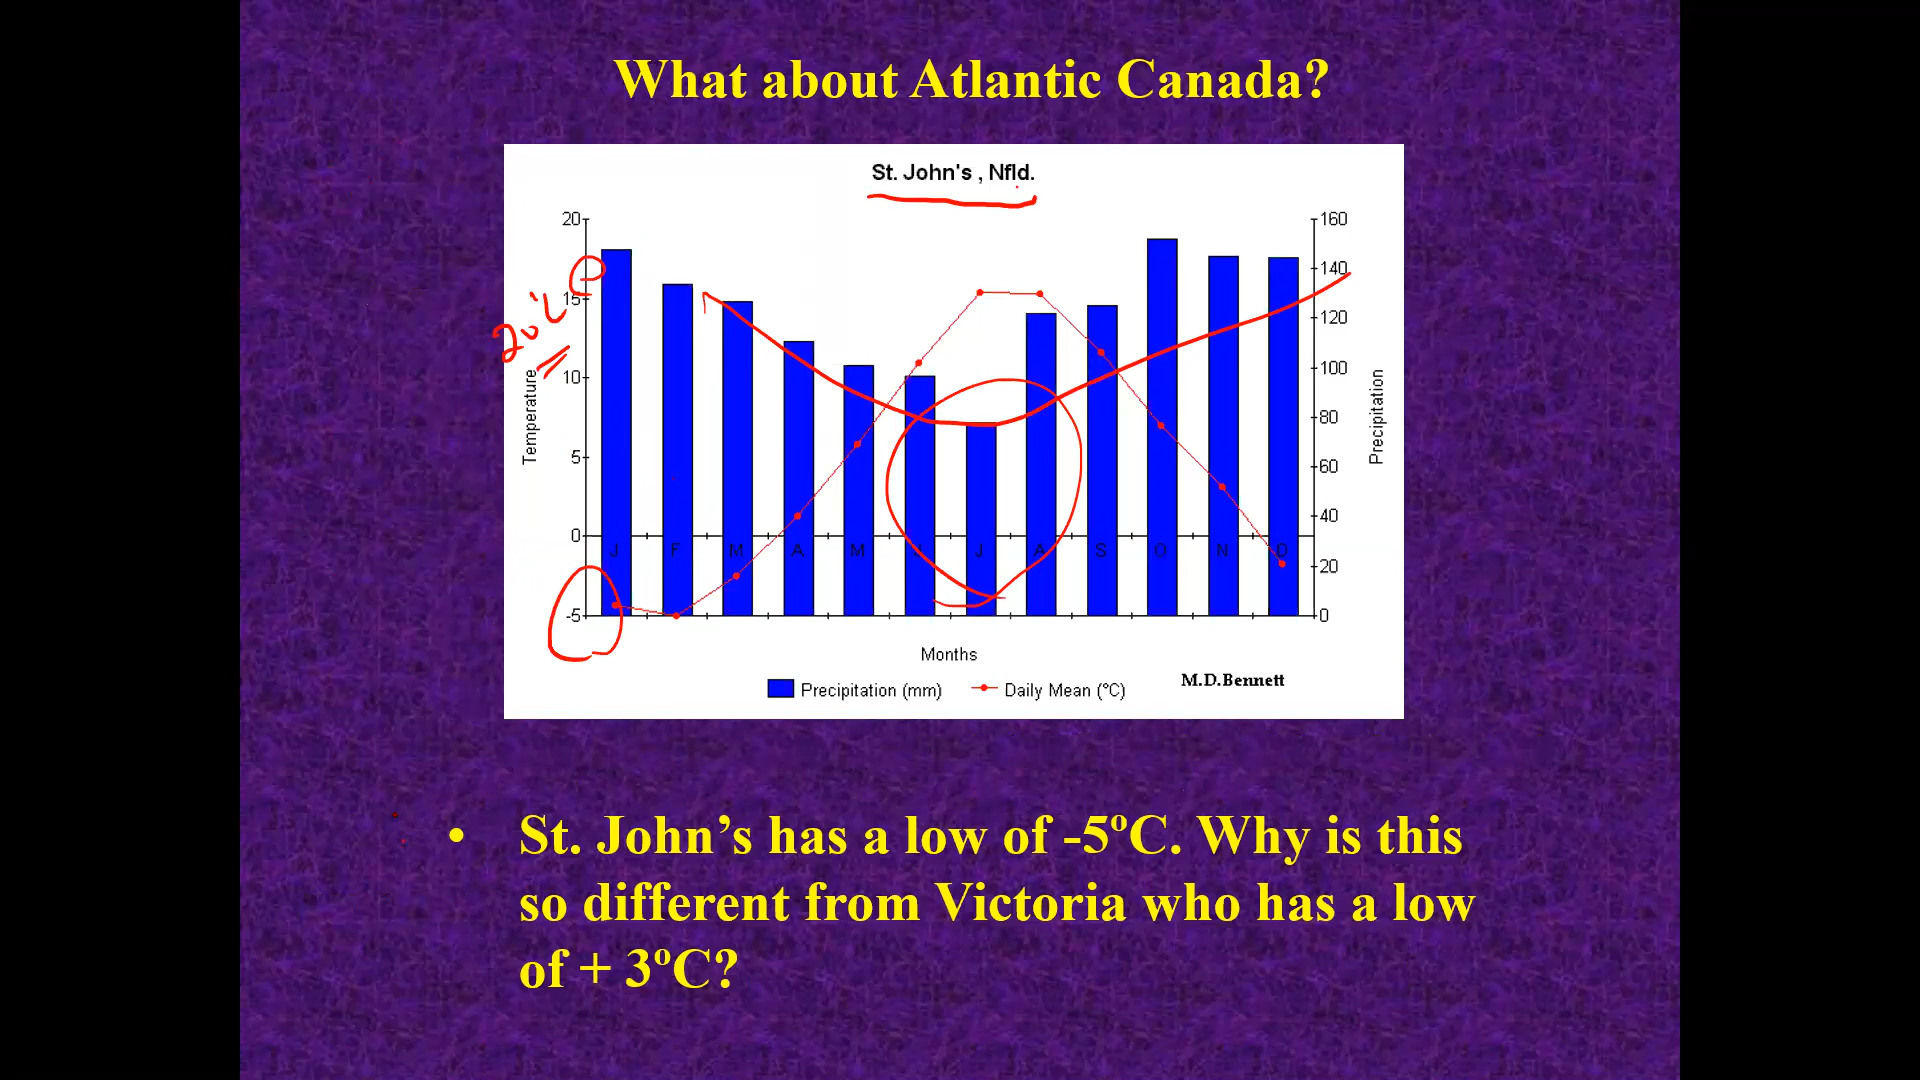 What about Atlantic Canada?
St. John's , Nfld.
20
15
10
5
0
-5
160
140
120
100
80
60
40
20
0
Temperature
Precipitation
20°C
J F M A M J J A S O N D
Months
Precipitation (mm) Daily Mean (°C)
M.D.Bennett
• St. John’s has a low of -5ºC. Why is this
so different from Victoria who has a low
of + 3ºC?